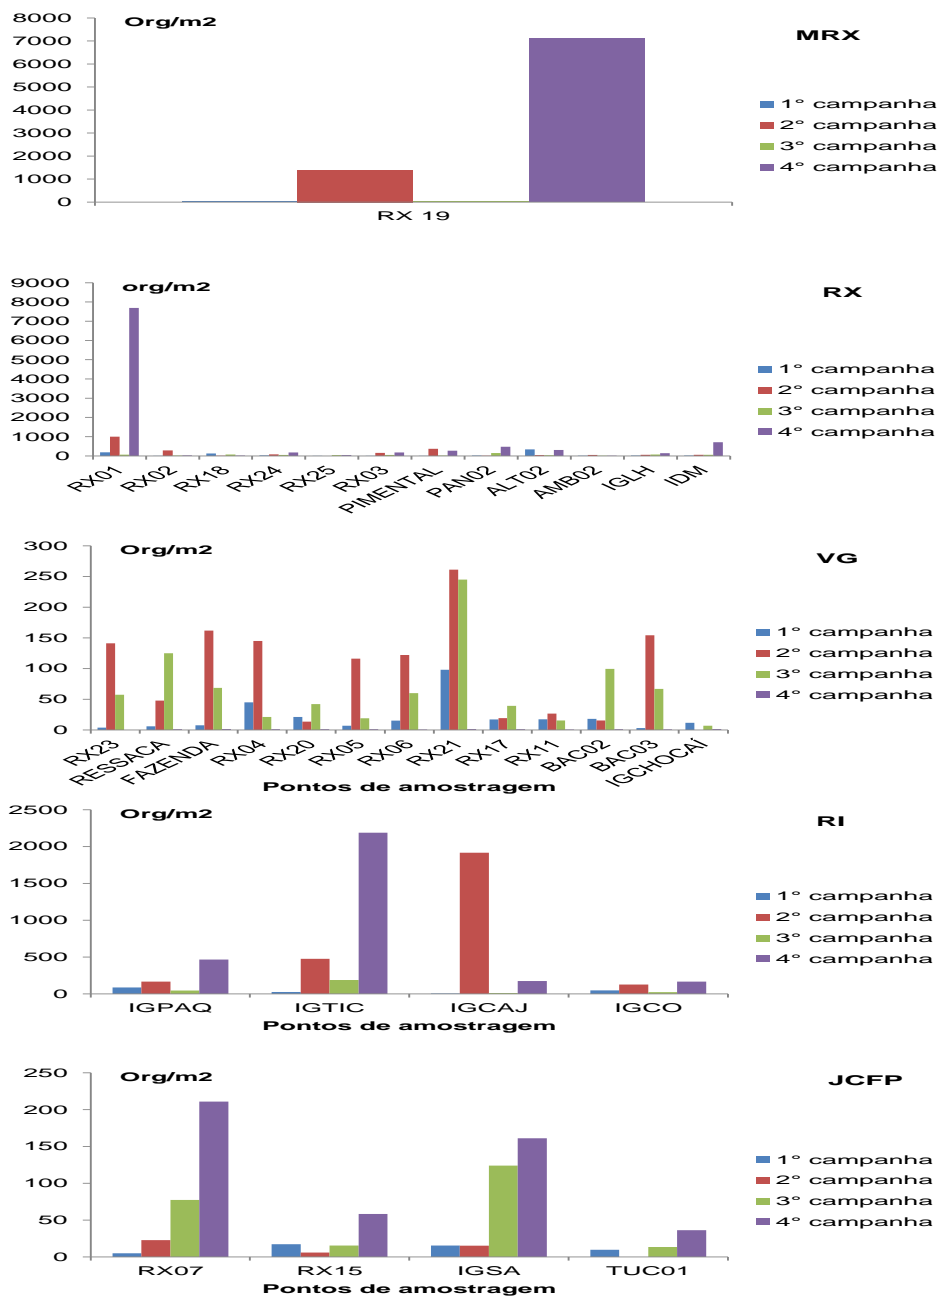 Org/m2
MRX
8000
7000
6000
5000
4000
3000
2000
1000
0
RX 19
1° campanha
2° campanha
3° campanha
4° campanha
org/m2
RX
9000
8000
7000
6000
5000
4000
3000
2000
1000
0
RX01
RX02
RX18
RX24
RX25
RX03
PIMENTAL
PAN02
ALT02
AMB02
IGLH
IDM
1° campanha
2° campanha
3° campanha
4° campanha
Org/m2
VG
300
250
200
150
100
50
0
RX23
RESSACA
FAZENDA
RX04
RX20
RX05
RX06
RX21
RX17
RX11
BAC02
BAC03
IGCHOCAÍ
Pontos de amostragem
1° campanha
2° campanha
3° campanha
4° campanha
Org/m2
RI
2500
2000
1500
1000
500
0
IGPAQ
IGTIC
IGCAJ
IGCO
Pontos de amostragem
1° campanha
2° campanha
3° campanha
4° campanha
Org/m2
JCFP
250
200
150
100
50
0
RX07
RX15
IGSA
TUC01
Pontos de amostragem
1° campanha
2° campanha
3° campanha
4° campanha